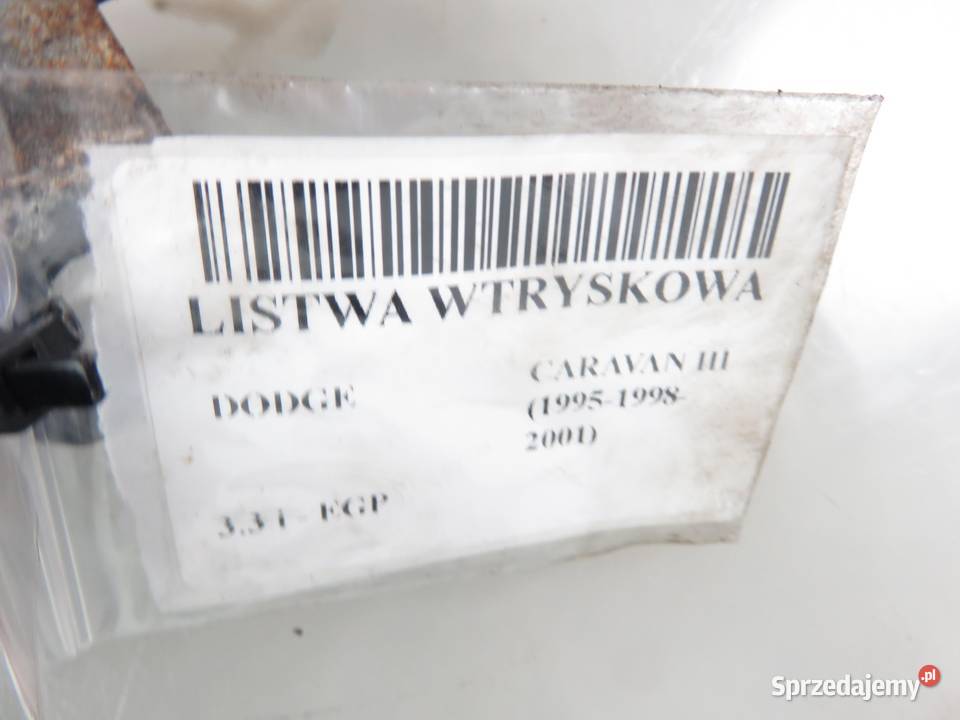 LISTWA WTRYSKOWA
DODGE
CARAVAN III
(1995-1998-
2001)
3.3 i - EGP
Sprzedajemy.pl